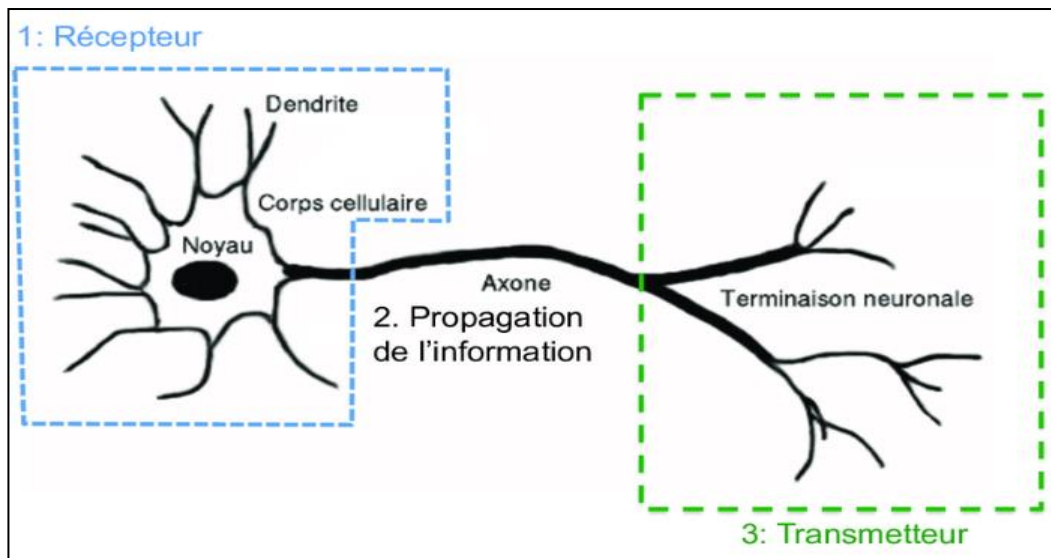 1: Récepteur
Dendrite
Corps cellulaire
Noyau
Axone
2. Propagation
de l'information
Terminaison neuronale
3: Transmetteur